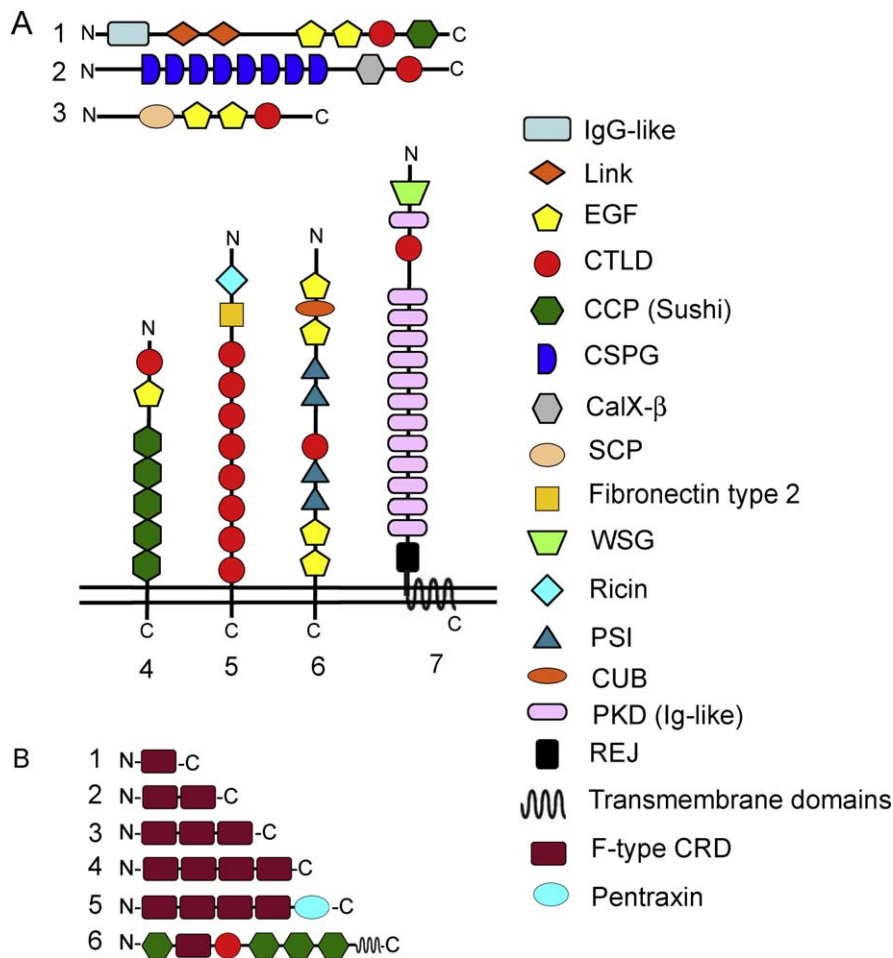 A
1 N C
2 N C
3 N C
N
N
N
N
C
C
C
C
4 5 6 7
IgG-like
Link
EGF
CTLD
CCP (Sushi)
CSPG
CalX-β
SCP
Fibronectin type 2
WSG
Ricin
PSI
CUB
PKD (Ig-like)
REJ
Transmembrane domains
F-type CRD
Pentraxin
B
1 N- -C
2 N- -C
3 N- -C
4 N- -C
5 N- -C
6 N- -C